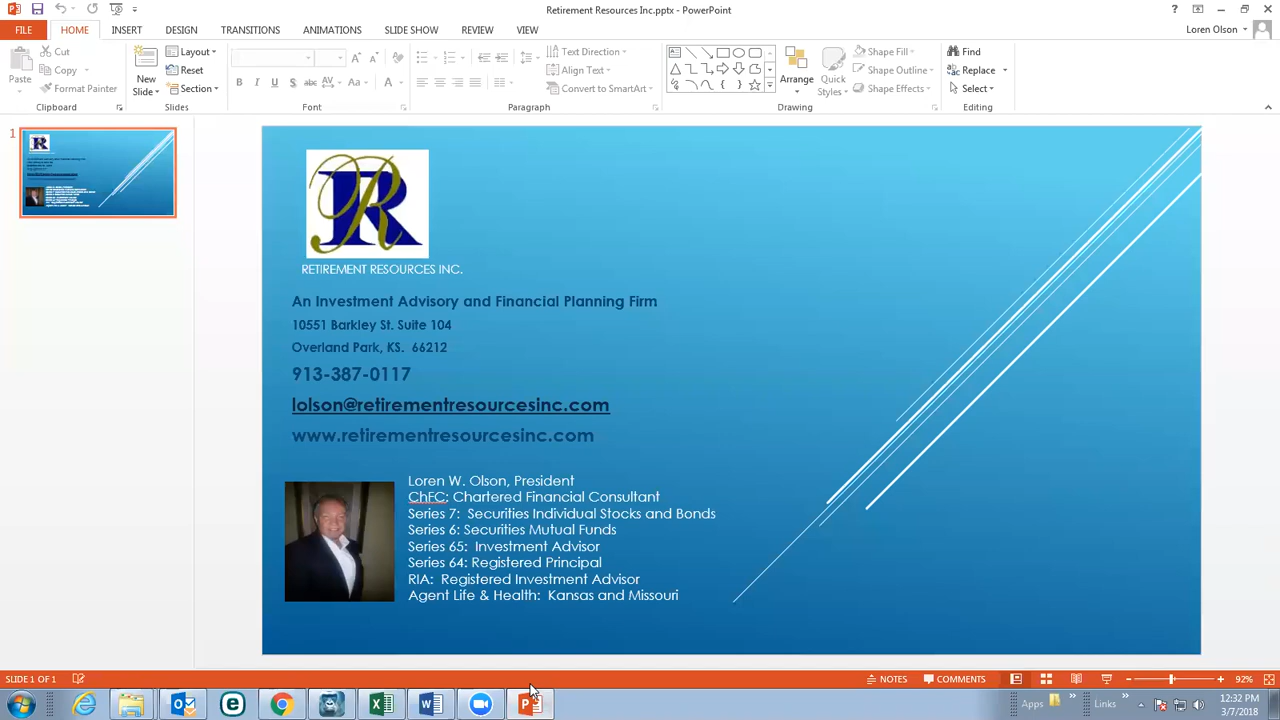 Retirement Resources Inc.pptx - PowerPoint
FILE HOME INSERT DESIGN TRANSITIONS ANIMATIONS SLIDE SHOW REVIEW VIEW Loren Olson
Paste
Cut
Copy
Format Painter
Clipboard
New Slide
Layout
Reset
Section
Slides
B I U S abc AV Aa A
Font
Text Direction
Align Text
Convert to SmartArt
Paragraph
Arrange
Quick Styles
Shape Fill
Shape Outline
Shape Effects
Drawing
Find
Replace
Select
Editing
1
R R
RETIREMENT RESOURCES INC.
An Investment Advisory and Financial Planning Firm
10551 Barkley St. Suite 104
Overland Park, KS. 66212
913-387-0117
lolson@retirementresourcesinc.com
www.retirementresourcesinc.com
Loren W. Olson, President
ChFC: Chartered Financial Consultant
Series 7: Securities Individual Stocks and Bonds
Series 6: Securities Mutual Funds
Series 65: Investment Advisor
Series 64: Registered Principal
RIA: Registered Investment Advisor
Agent Life & Health: Kansas and Missouri
SLIDE 1 OF 1 NOTES COMMENTS 92%
Apps Links 12:32 PM
3/7/2018